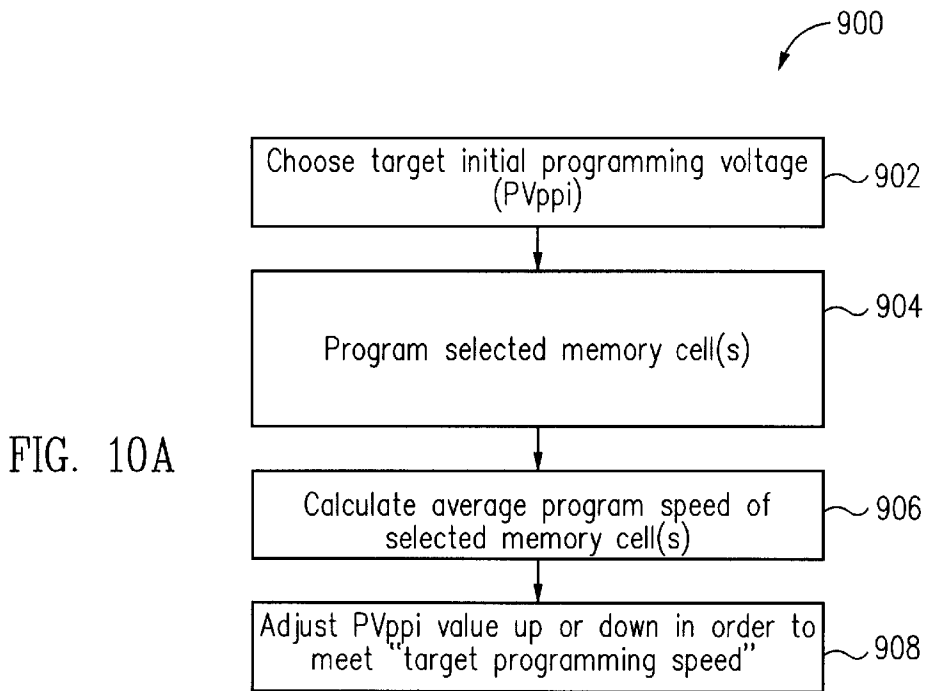 900
Choose target initial programming voltage
(PVppi)
902
904
Program selected memory cell(s)
FIG. 10A
Calculate average program speed of
selected memory cell(s)
906
Adjust PVppi value up or down in order to
meet "target programming speed"
908